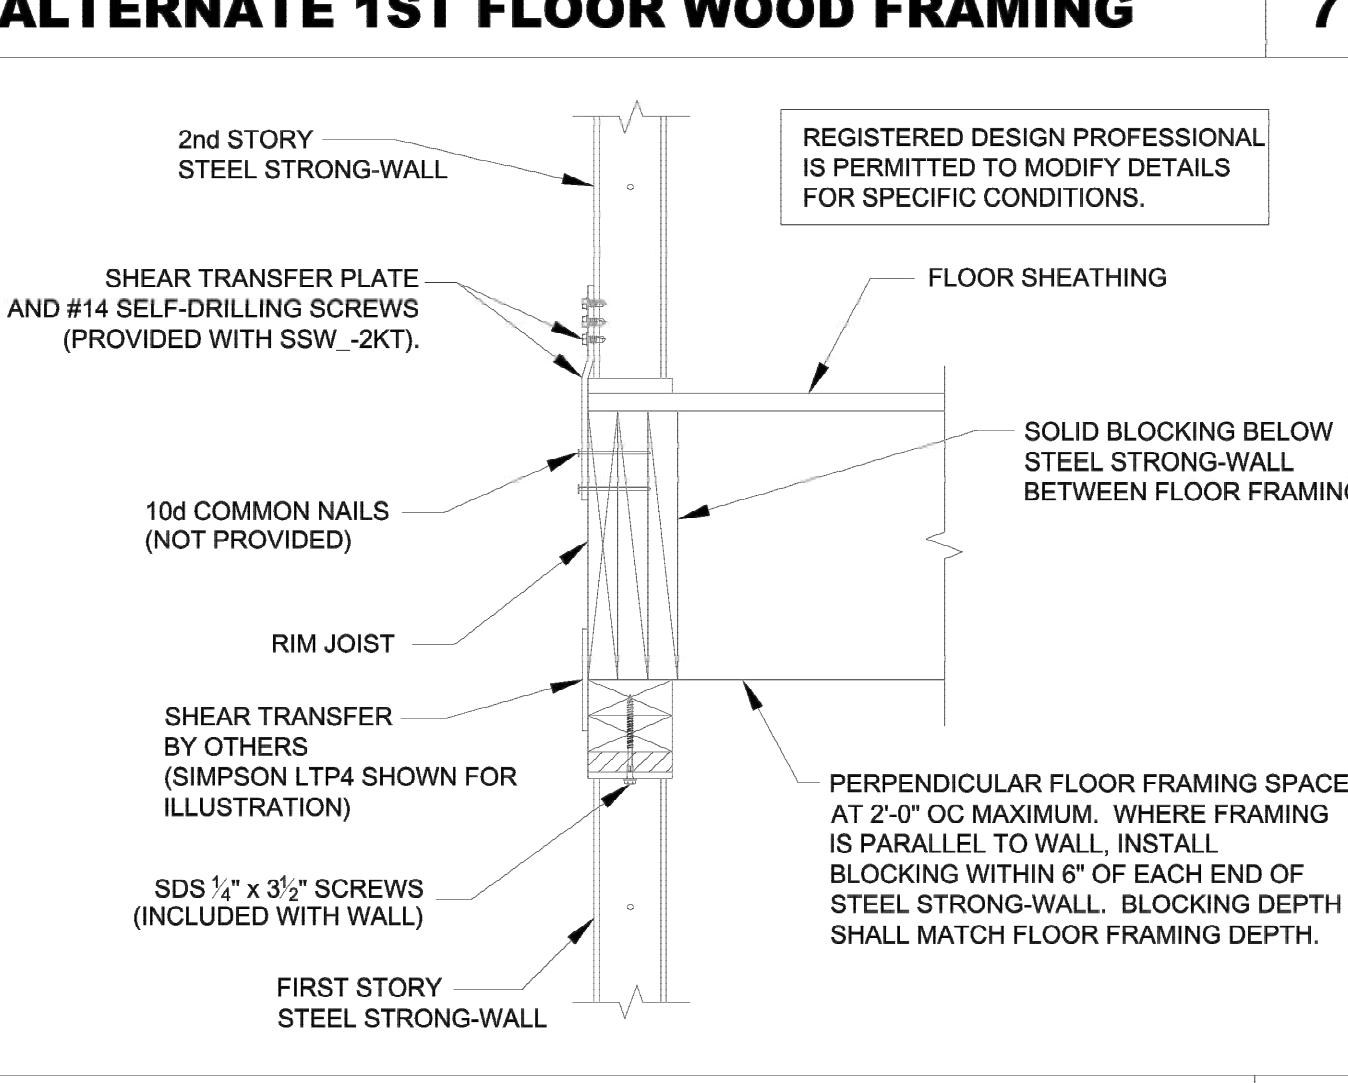 ALTERNATE 1ST FLOOR WOOD FRAMING
7
2nd STORY
STEEL STRONG-WALL
REGISTERED DESIGN PROFESSIONAL
IS PERMITTED TO MODIFY DETAILS
FOR SPECIFIC CONDITIONS.
SHEAR TRANSFER PLATE
AND #14 SELF-DRILLING SCREWS
(PROVIDED WITH SSW_-2KT).
FLOOR SHEATHING
SOLID BLOCKING BELOW
STEEL STRONG-WALL
BETWEEN FLOOR FRAMING
10d COMMON NAILS
(NOT PROVIDED)
RIM JOIST
SHEAR TRANSFER
BY OTHERS
(SIMPSON LTP4 SHOWN FOR
ILLUSTRATION)
PERPENDICULAR FLOOR FRAMING SPACE
AT 2'-0" OC MAXIMUM. WHERE FRAMING
IS PARALLEL TO WALL, INSTALL
BLOCKING WITHIN 6" OF EACH END OF
STEEL STRONG-WALL. BLOCKING DEPTH
SHALL MATCH FLOOR FRAMING DEPTH.
SDS 1/4" x 3 1/2" SCREWS
(INCLUDED WITH WALL)
FIRST STORY
STEEL STRONG-WALL